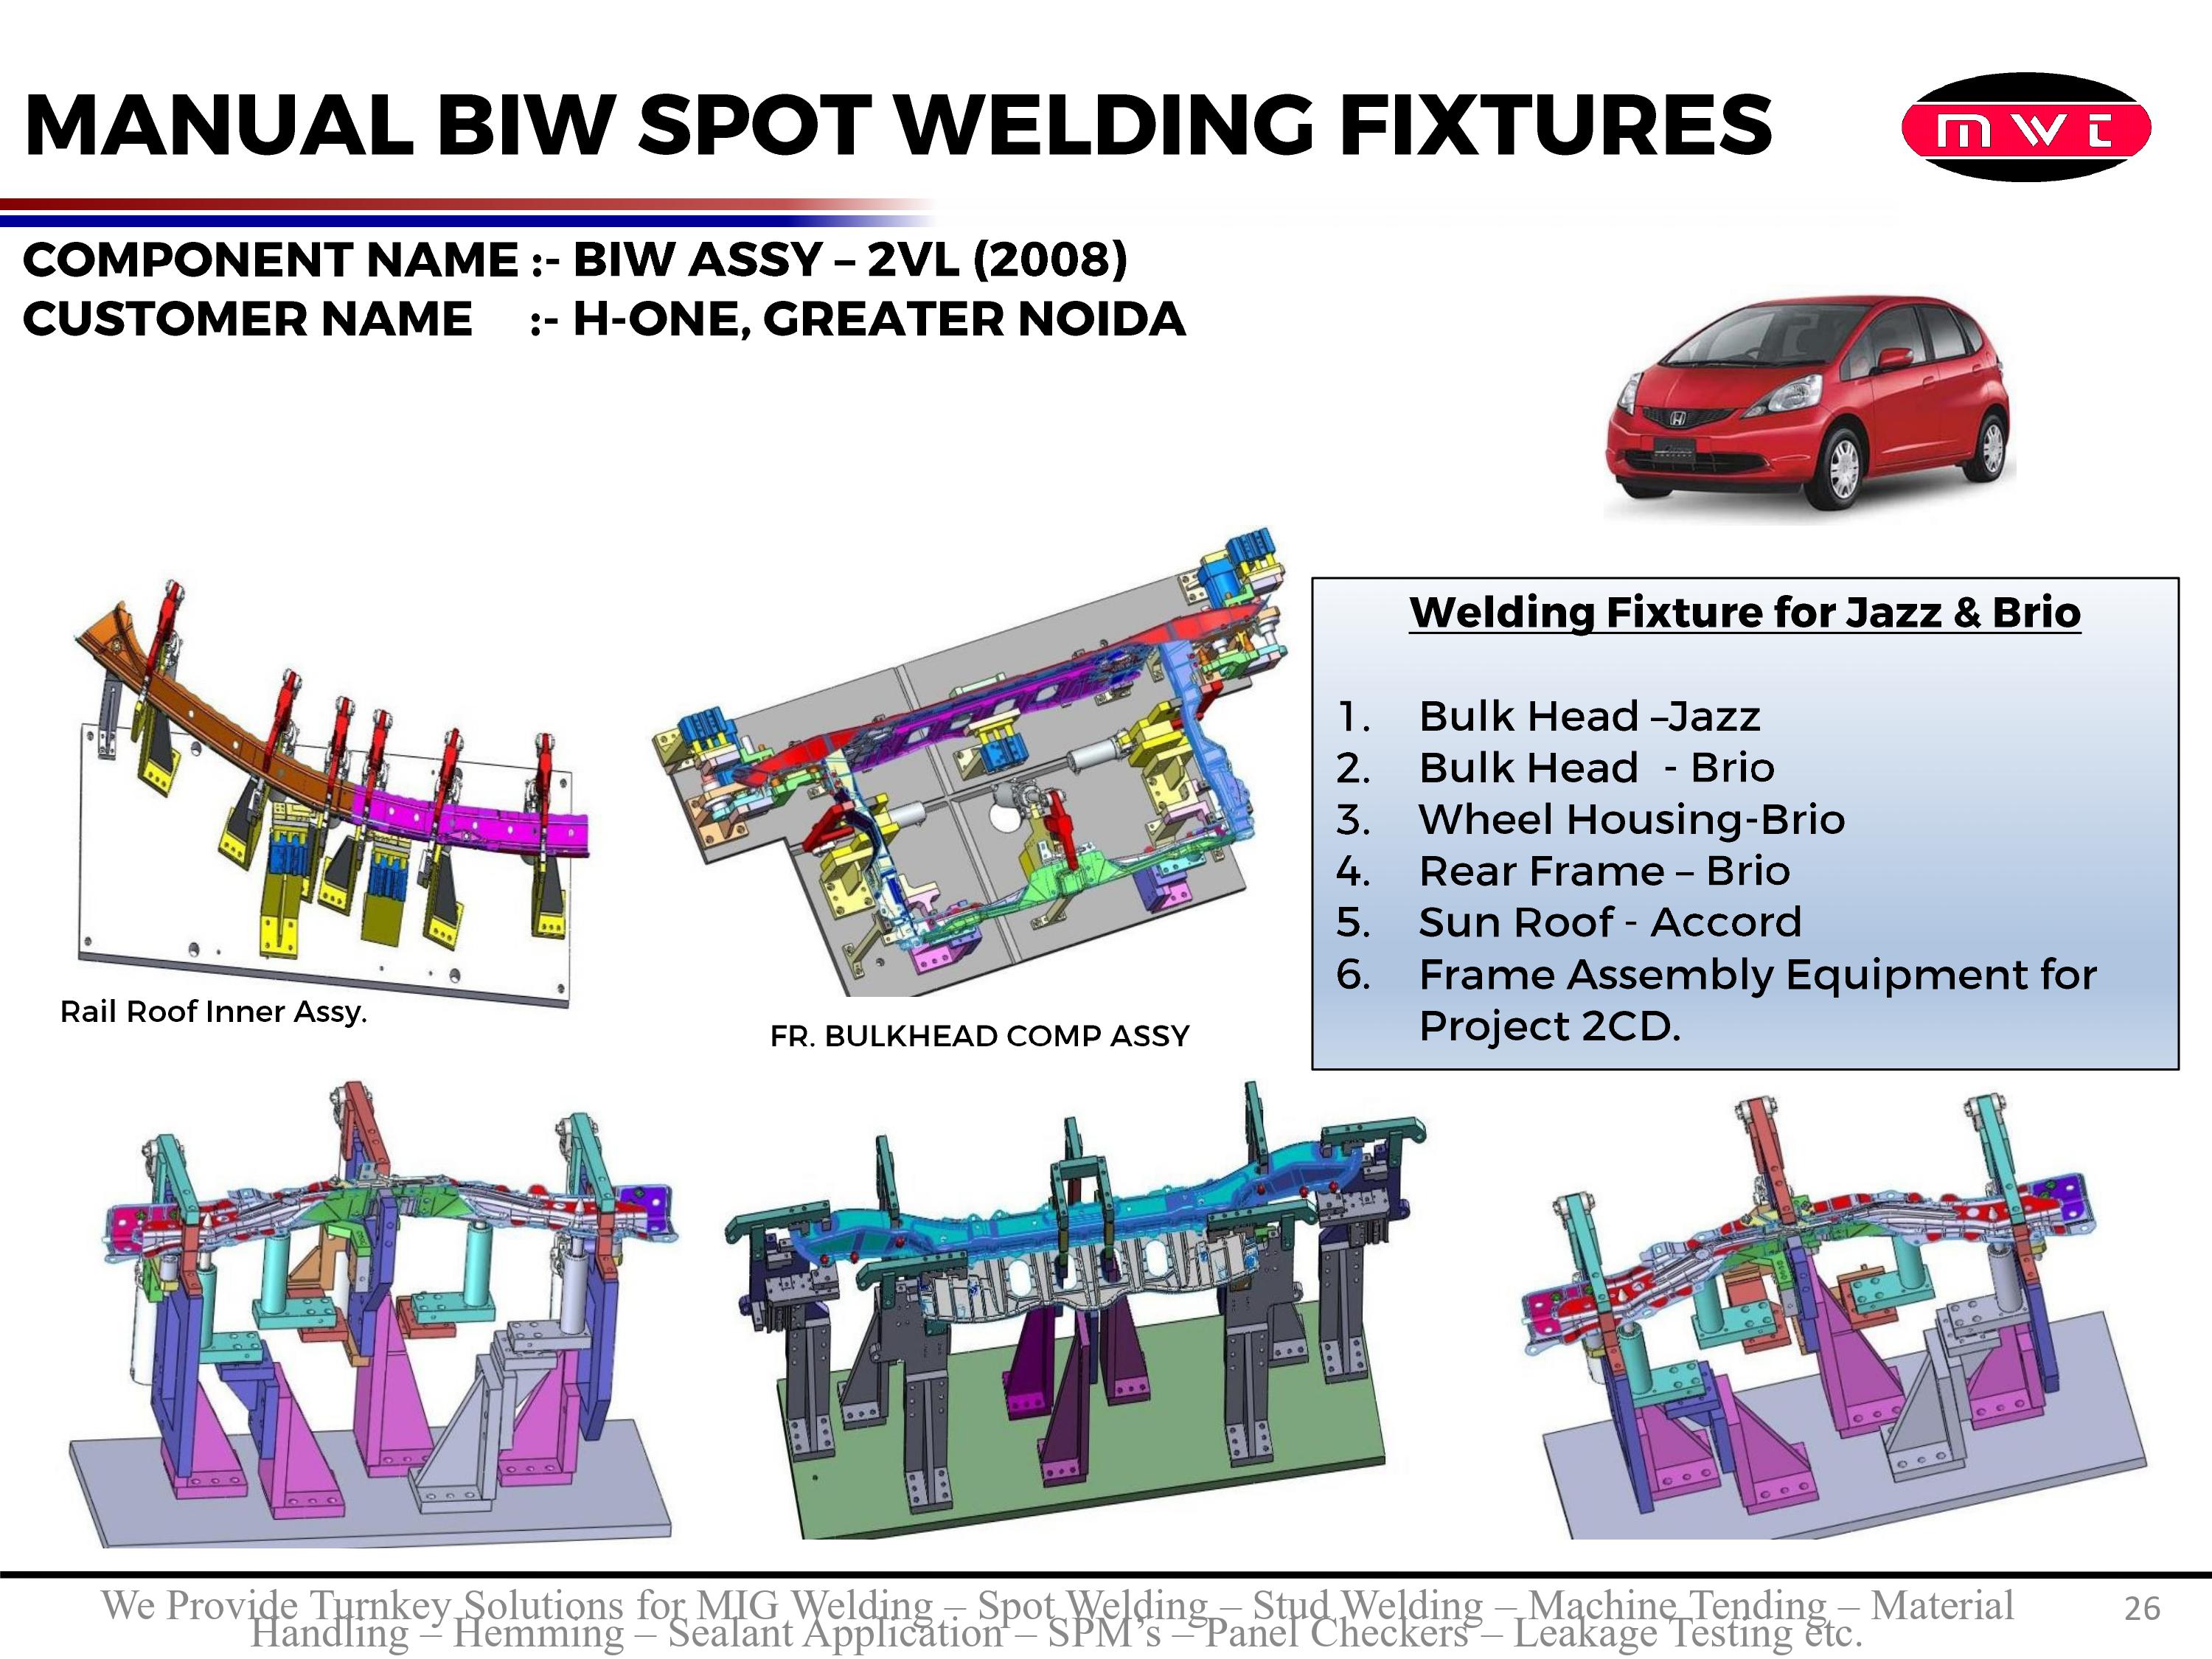 MANUAL BIW SPOT WELDING FIXTURES
mwt
COMPONENT NAME :- BIW ASSY – 2VL (2008)
CUSTOMER NAME :- H-ONE, GREATER NOIDA
Welding Fixture for Jazz & Brio
1. Bulk Head –Jazz
2. Bulk Head - Brio
3. Wheel Housing-Brio
4. Rear Frame – Brio
5. Sun Roof - Accord
6. Frame Assembly Equipment for
Project 2CD.
Rail Roof Inner Assy.
FR. BULKHEAD COMP ASSY
We Provide Turnkey Solutions for MIG Welding – Spot Welding – Stud Welding – Machine Tending – Material
Handling – Hemming – Sealant Application – SPM's – Panel Checkers – Leakage Testing etc.
26